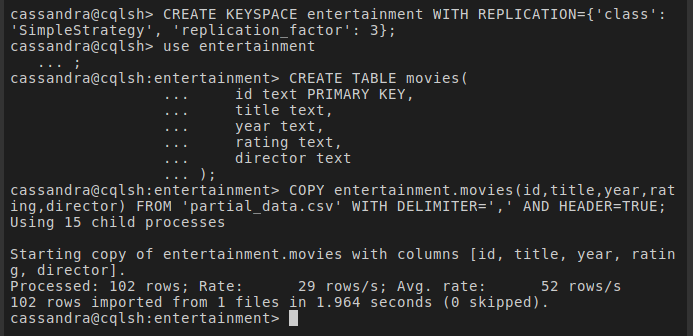 cassandra@cqlsh> CREATE KEYSPACE entertainment WITH REPLICATION={'class':
'SimpleStrategy', 'replication_factor': 3};
cassandra@cqlsh> use entertainment
   ... ;
cassandra@cqlsh:entertainment> CREATE TABLE movies(
                  ...     id text PRIMARY KEY,
                  ...     title text,
                  ...     year text,
                  ...     rating text,
                  ...     director text
                  ... );
cassandra@cqlsh:entertainment> COPY entertainment.movies(id,title,year,rat
ing,director) FROM 'partial_data.csv' WITH DELIMITER=',' AND HEADER=TRUE;
Using 15 child processes

Starting copy of entertainment.movies with columns [id, title, year, ratin
g, director].
Processed: 102 rows; Rate:      29 rows/s; Avg. rate:      52 rows/s
102 rows imported from 1 files in 1.964 seconds (0 skipped).
cassandra@cqlsh:entertainment>